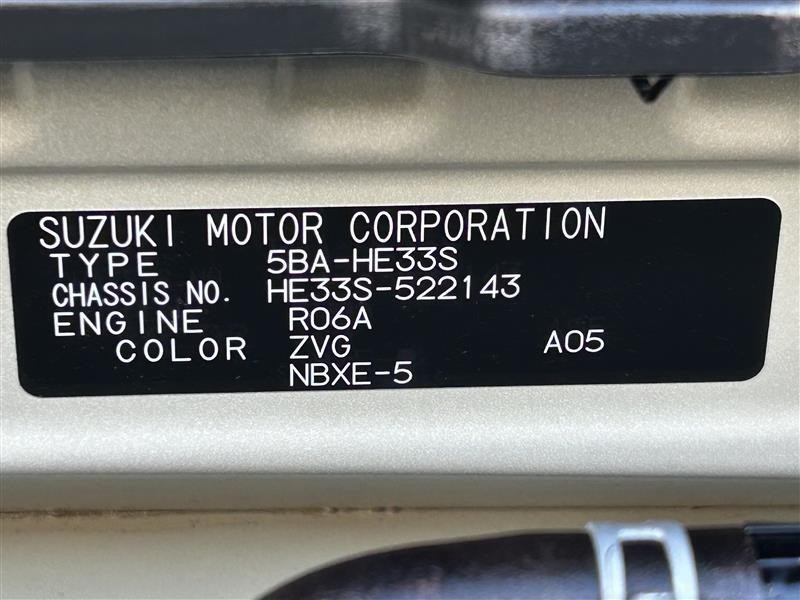 SUZUKI MOTOR CORPORATION
TYPE 5BA-HE33S
CHASSIS NO. HE33S-522143
ENGINE R06A
COLOR ZVG A05
NBXE-5